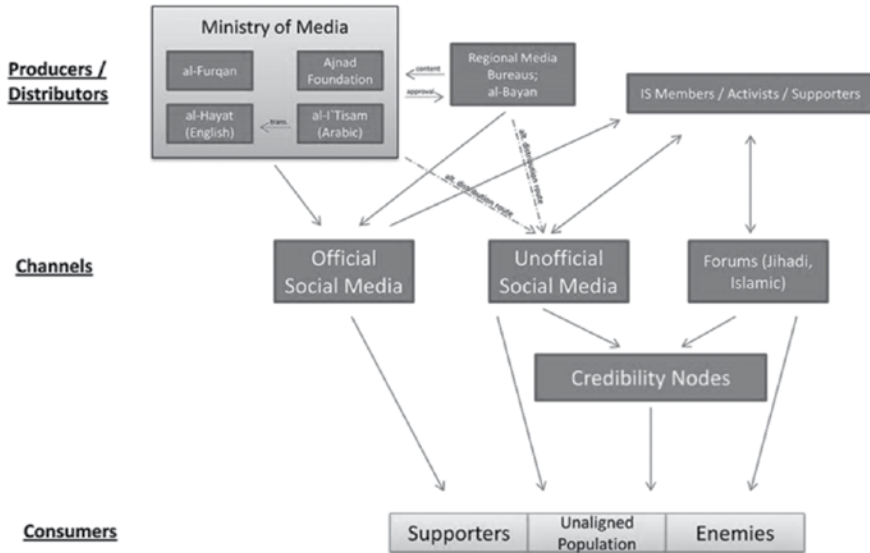 Ministry of Media
Producers /
Distributors
al-Furqan
Ajnad
Foundation
content
approval
Regional Media
Bureaus;
al-Bayan
IS Members / Activists / Supporters
al-Hayat
(English)
trans.
al-I`Tisam
(Arabic)
alt. distribution route
alt. distribution route
Channels
Official
Social Media
Unofficial
Social Media
Forums (Jihadi,
Islamic)
Credibility Nodes
Consumers
Supporters
Unaligned
Population
Enemies